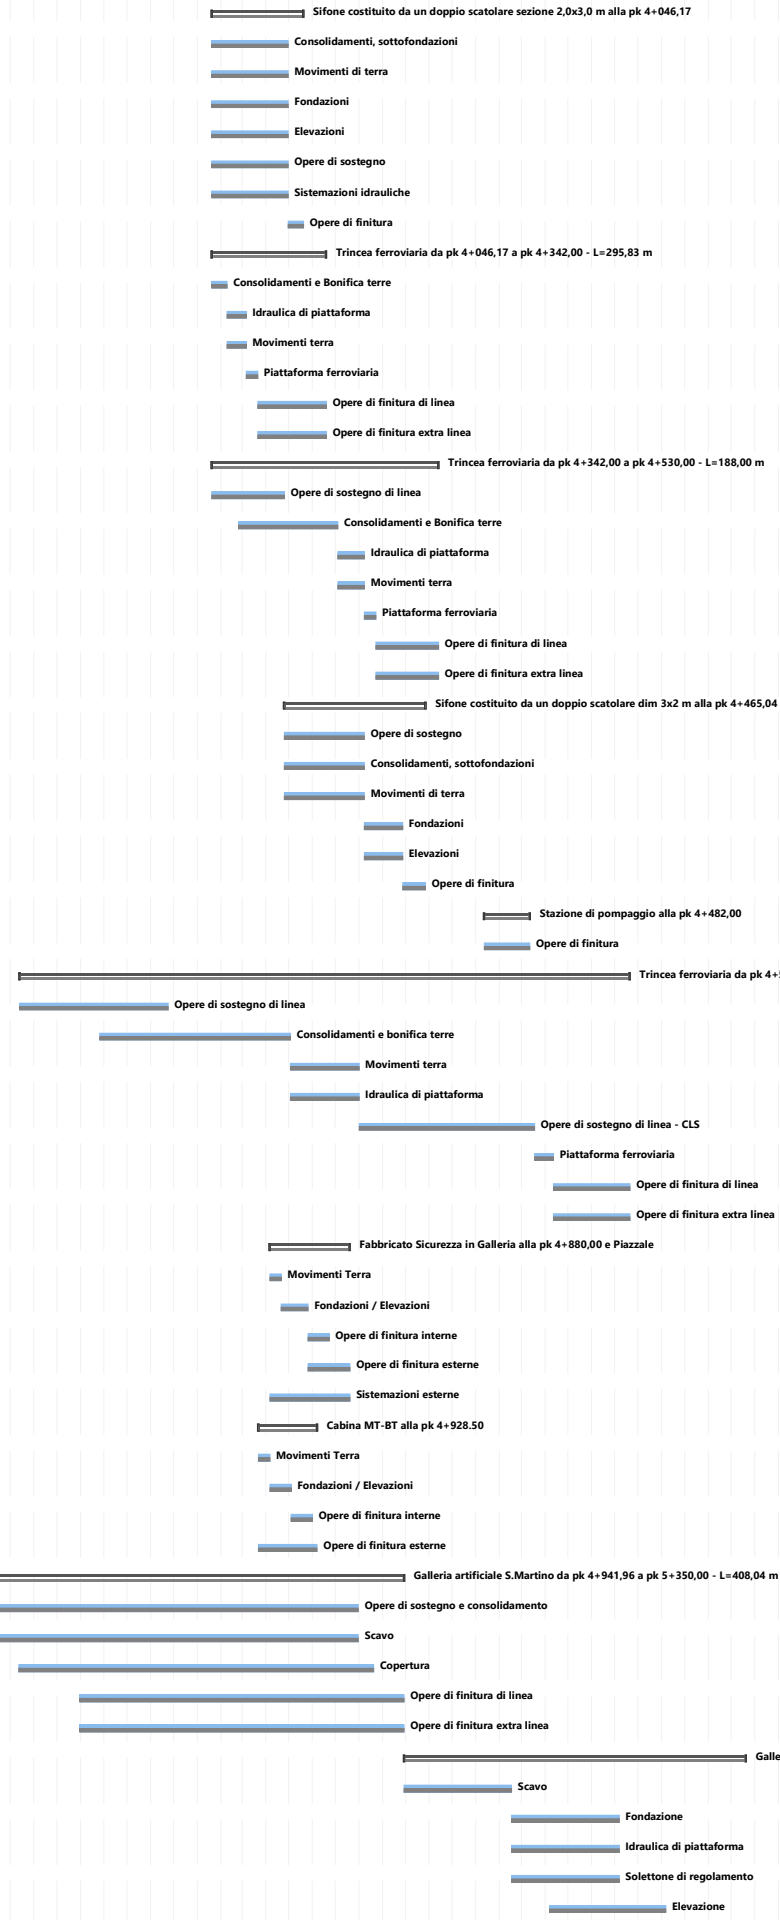 Sifone costituito da un doppio scatolare sezione 2,0x3,0 m alla pk 4+046,17
Consolidamenti, sottofondazioni
Movimenti di terra
Fondazioni
Elevazioni
Opere di sostegno
Sistemazioni idrauliche
Opere di finitura
Trincea ferroviaria da pk 4+046,17 a pk 4+342,00 - L=295,83 m
Consolidamenti e Bonifica terre
Idraulica di piattaforma
Movimenti terra
Piattaforma ferroviaria
Opere di finitura di linea
Opere di finitura extra linea
Trincea ferroviaria da pk 4+342,00 a pk 4+530,00 - L=188,00 m
Opere di sostegno di linea
Consolidamenti e Bonifica terre
Idraulica di piattaforma
Movimenti terra
Piattaforma ferroviaria
Opere di finitura di linea
Opere di finitura extra linea
Sifone costituito da un doppio scatolare dim 3x2 m alla pk 4+465,04
Opere di sostegno
Consolidamenti, sottofondazioni
Movimenti di terra
Fondazioni
Elevazioni
Opere di finitura
Stazione di pompaggio alla pk 4+482,00
Opere di finitura
Trincea ferroviaria da pk 4+
Opere di sostegno di linea
Consolidamenti e bonifica terre
Movimenti terra
Idraulica di piattaforma
Opere di sostegno di linea - CLS
Piattaforma ferroviaria
Opere di finitura di linea
Opere di finitura extra linea
Fabbricato Sicurezza in Galleria alla pk 4+880,00 e Piazzale
Movimenti Terra
Fondazioni / Elevazioni
Opere di finitura interne
Opere di finitura esterne
Sistemazioni esterne
Cabina MT-BT alla pk 4+928.50
Movimenti Terra
Fondazioni / Elevazioni
Opere di finitura interne
Opere di finitura esterne
Galleria artificiale S.Martino da pk 4+941,96 a pk 5+350,00 - L=408,04 m
Opere di sostegno e consolidamento
Scavo
Copertura
Opere di finitura di linea
Opere di finitura extra linea
Galle
Scavo
Fondazione
Idraulica di piattaforma
Solettone di regolamento
Elevazione